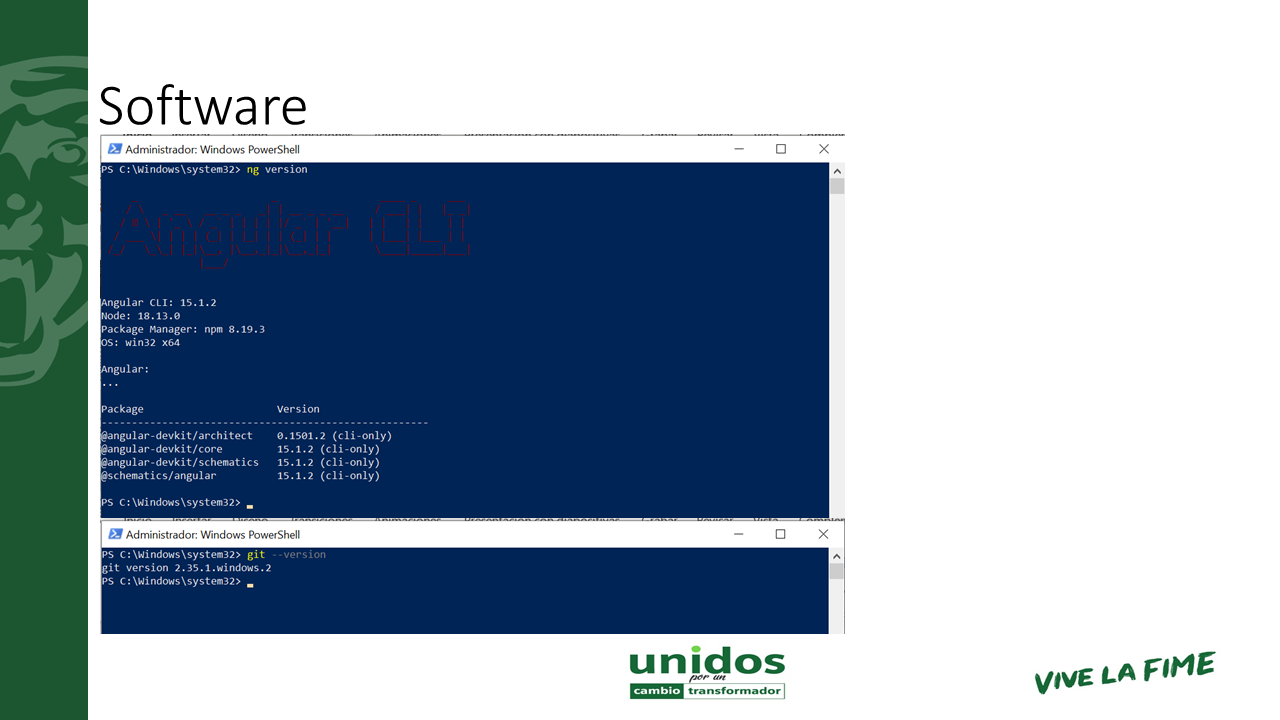 Software
Administrador: Windows PowerShell
PS C:\Windows\system32> ng version
Angular CLI
Angular CLI: 15.1.2
Node: 18.13.0
Package Manager: npm 8.19.3
OS: win32 x64
Angular:
...
Package Version
------------------------------------------------------
@angular-devkit/architect 0.1501.2 (cli-only)
@angular-devkit/core 15.1.2 (cli-only)
@angular-devkit/schematics 15.1.2 (cli-only)
@schematics/angular 15.1.2 (cli-only)
PS C:\Windows\system32>
Administrador: Windows PowerShell
PS C:\Windows\system32> git --version
git version 2.35.1.windows.2
PS C:\Windows\system32>
unidos
por un
cambio transformador
VIVE LA FIME